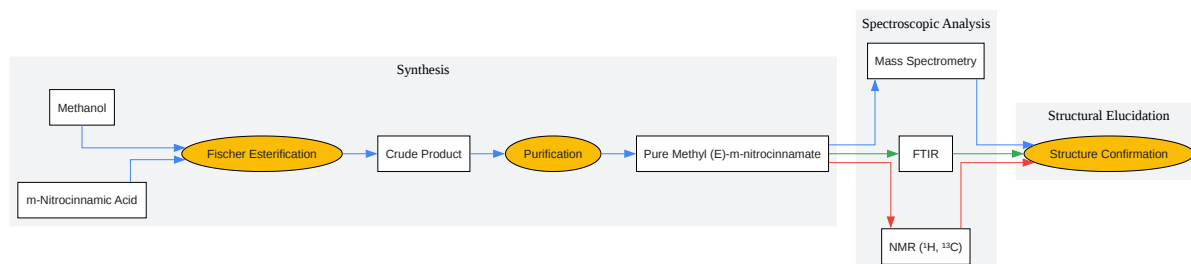 Synthesis
Methanol
m-Nitrocinnamic Acid
Fischer Esterification
Crude Product
Purification
Pure Methyl (E)-m-nitrocinnamate
Spectroscopic Analysis
Mass Spectrometry
FTIR
NMR (¹H, ¹³C)
Structural Elucidation
Structure Confirmation